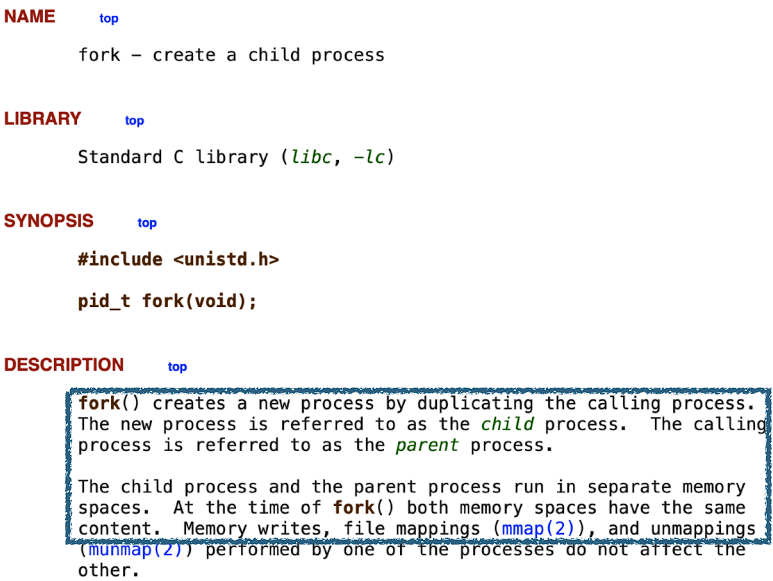 NAME top
fork – create a child process
LIBRARY top
Standard C library (libc, -lc)
SYNOPSIS top
#include <unistd.h>
pid_t fork(void);
DESCRIPTION top
fork() creates a new process by duplicating the calling process.
The new process is referred to as the child process. The calling
process is referred to as the parent process.
The child process and the parent process run in separate memory
spaces. At the time of fork() both memory spaces have the same
content. Memory writes, file mappings (mmap(2)), and unmappings
(munmap(2)) performed by one of the processes do not affect the
other.